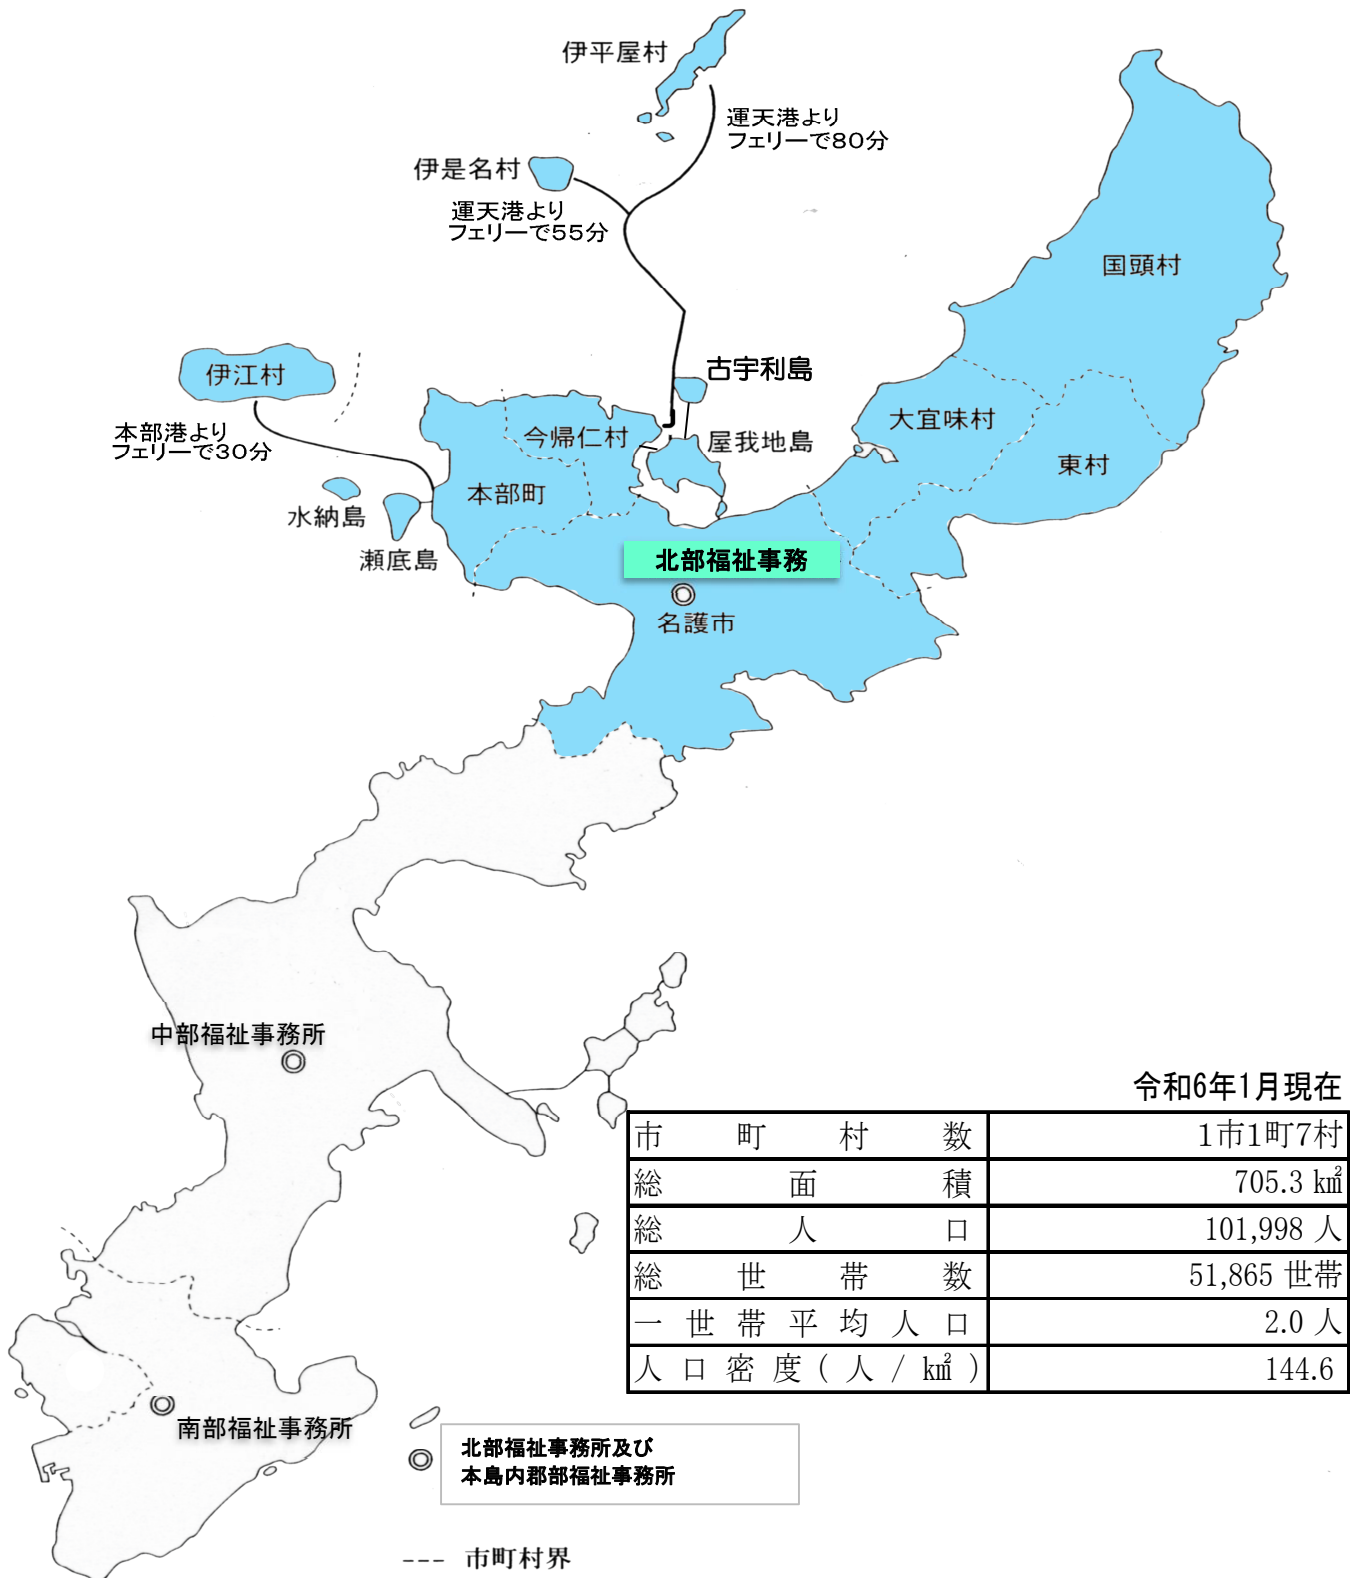 伊平屋村
運天港より
フェリーで80分
伊是名村
運天港より
フェリーで55分
国頭村
伊江村
古宇利島
本部港より
フェリーで30分
今帰仁村
屋我地島
大宜味村
東村
本部町
水納島
瀬底島
北部福祉事務
名護市
中部福祉事務所
令和6年1月現在
市町村数 1市1町7村
総面積 705.3 k㎡
総人口 101,998 人
総世帯数 51,865 世帯
一世帯平均人口 2.0 人
人口密度(人/k㎡) 144.6
南部福祉事務所
北部福祉事務所及び
本島内郡部福祉事務所
--- 市町村界